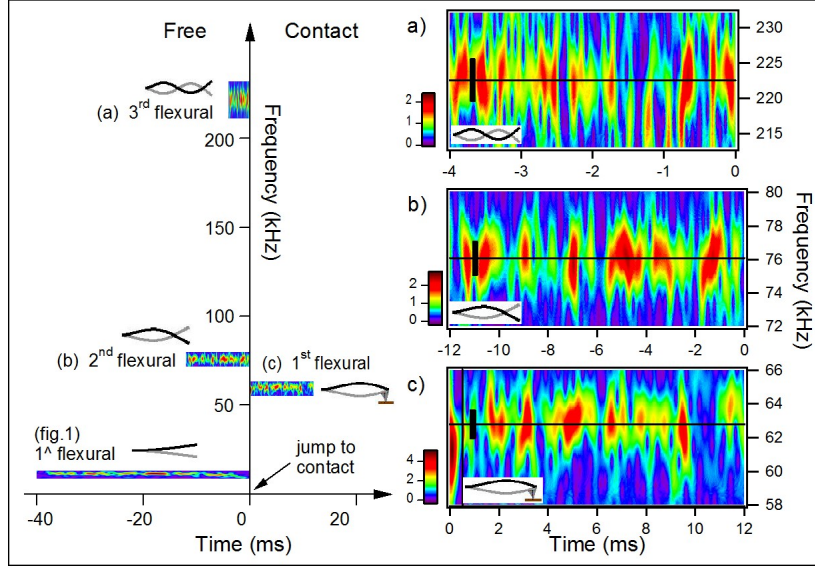 Free Contact
(a) 3rd flexural
Frequency (kHz)
200
150
100
50
(b) 2nd flexural
(c) 1st flexural
(fig.1)
1^ flexural
jump to
contact
-40 -20 0 20
Time (ms)
a)
2
1
0
230
225
220
215
-4 -3 -2 -1 0
b)
2
1
0
80
78
76
74
72
-12 -10 -8 -6 -4 -2 0
Frequency (kHz)
c)
4
2
0
66
64
62
60
58
0 2 4 6 8 10 12
Time (ms)